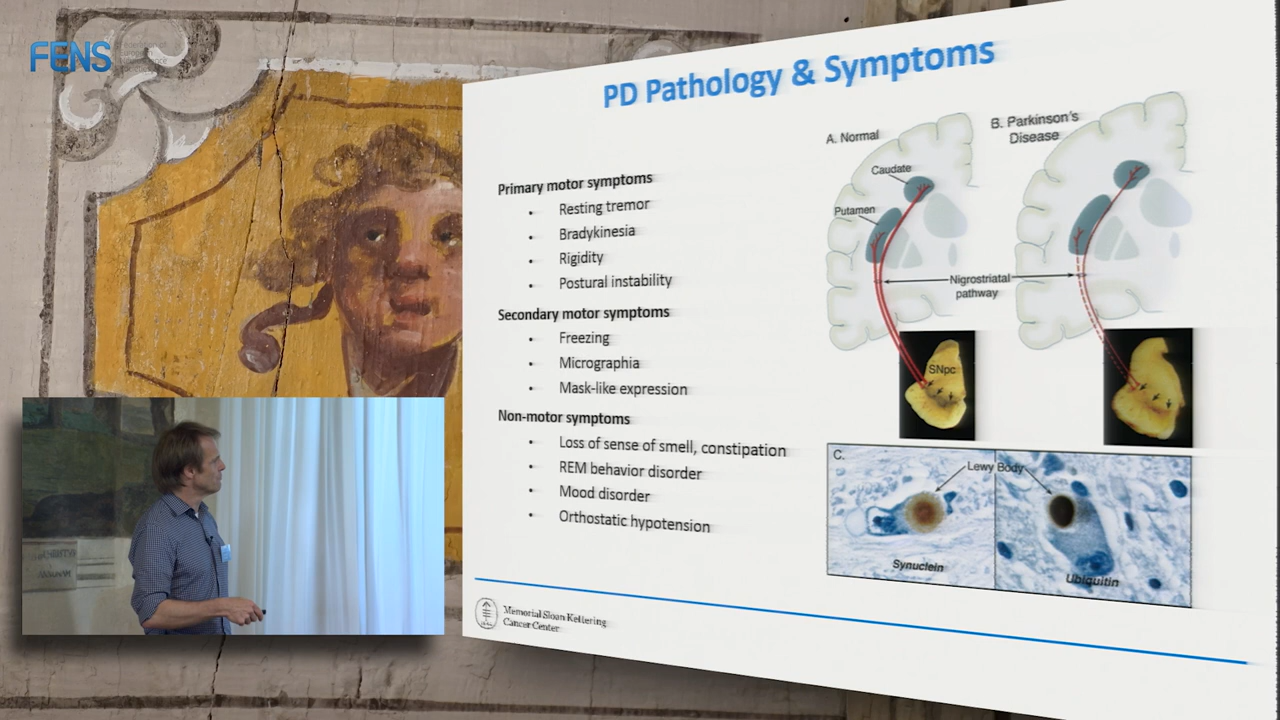 FENS
PD Pathology & Symptoms
Primary motor symptoms
• Resting tremor
• Bradykinesia
• Rigidity
• Postural instability
Secondary motor symptoms
• Freezing
• Micrographia
• Mask-like expression
Non-motor symptoms
• Loss of sense of smell, constipation
• REM behavior disorder
• Mood disorder
• Orthostatic hypotension
A. Normal
Caudate
Putamen
B. Parkinson's
Disease
Nigrostriatal
pathway
SNpc
C.
Lewy Body
Synuclein
Ubiquitin
Memorial Sloan Kettering
Cancer Center